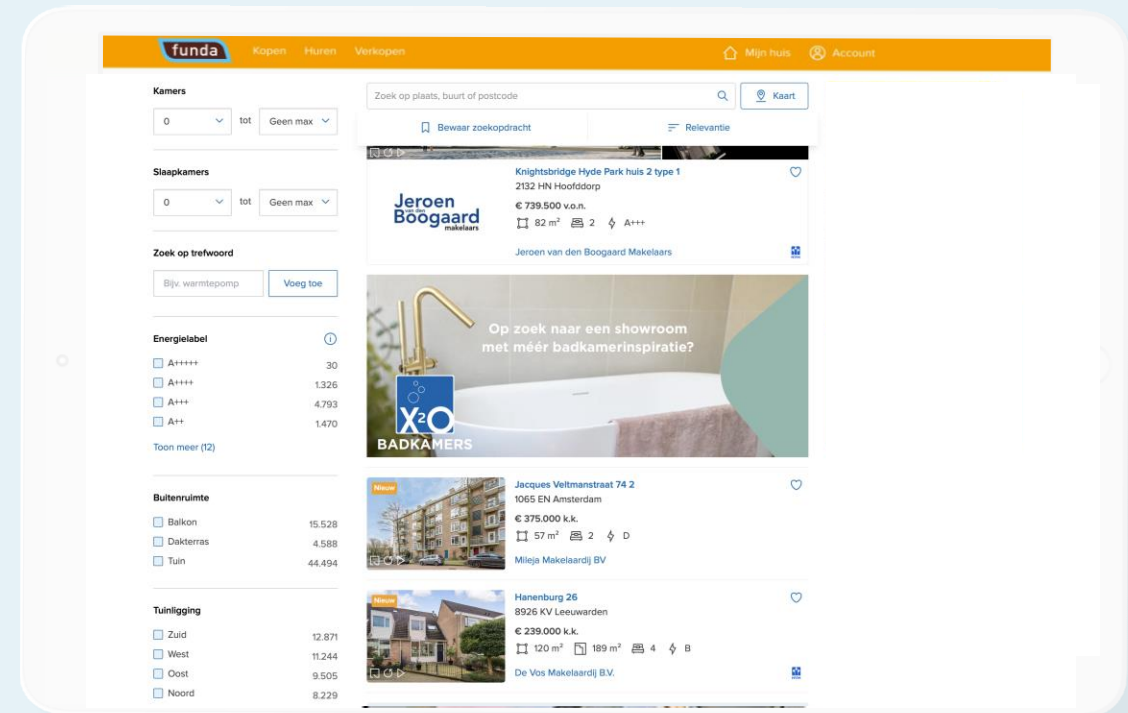 funda Kopen Huren Verkopen Mijn huis Account
Kamers
0 tot Geen max
Slaapkamers
0 tot Geen max
Zoek op trefwoord
Bijv. warmtepomp Voeg toe
Energielabel
A+++++ 30
A++++ 1.326
A+++ 4.793
A++ 1.470
Toon meer (12)
Buitenruimte
Balkon 15.528
Dakterras 4.588
Tuin 44.494
Tuinligging
Zuid 12.871
West 11.244
Oost 9.505
Noord 8.229
Zoek op plaats, buurt of postcode Kaart
Bewaar zoekopdracht Relevantie
Jeroen
van den
Boogaard
makelaars
Knightsbridge Hyde Park huis 2 type 1
2132 HN Hoofddorp
€ 739.500 v.o.n.
82 m² 2 A+++
Jeroen van den Boogaard Makelaars
Op zoek naar een showroom
met méér badkamerinspiratie?
X²O
BADKAMERS
Nieuw
Jacques Veltmanstraat 74 2
1065 EN Amsterdam
€ 375.000 k.k.
57 m² 2 D
Mileja Makelaardij BV
Nieuw
Hanenburg 26
8926 KV Leeuwarden
€ 239.000 k.k.
120 m² 189 m² 4 B
De Vos Makelaardij B.V.